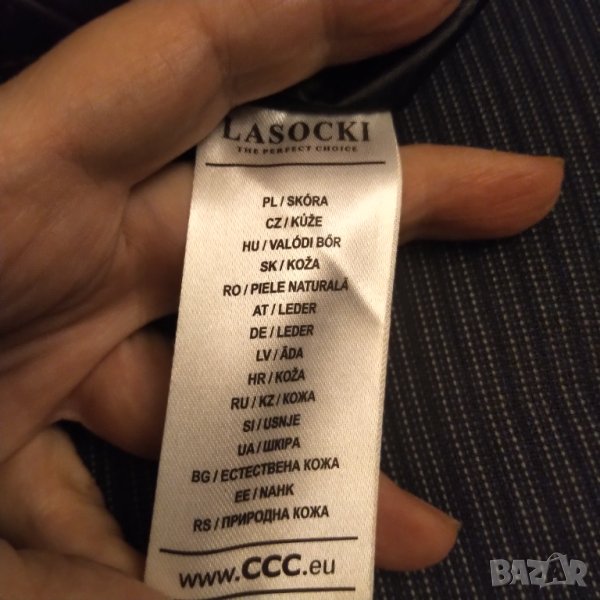 LASOCKI
THE PERFECT CHOICE
PL / SKÓRA
CZ / KŮŽE
HU / VALÓDI BŐR
SK / KOŽA
RO / PIELE NATURALĂ
AT / LEDER
DE / LEDER
LV / ĀDA
HR / KOŽA
RU / KZ / КОЖА
SI / USNJE
UA / ШКІРА
BG / ЕСТЕСТВЕНА КОЖА
EE / NAHK
RS / ПРИРОДНА КОЖА
www.CCC.eu
BAZAR